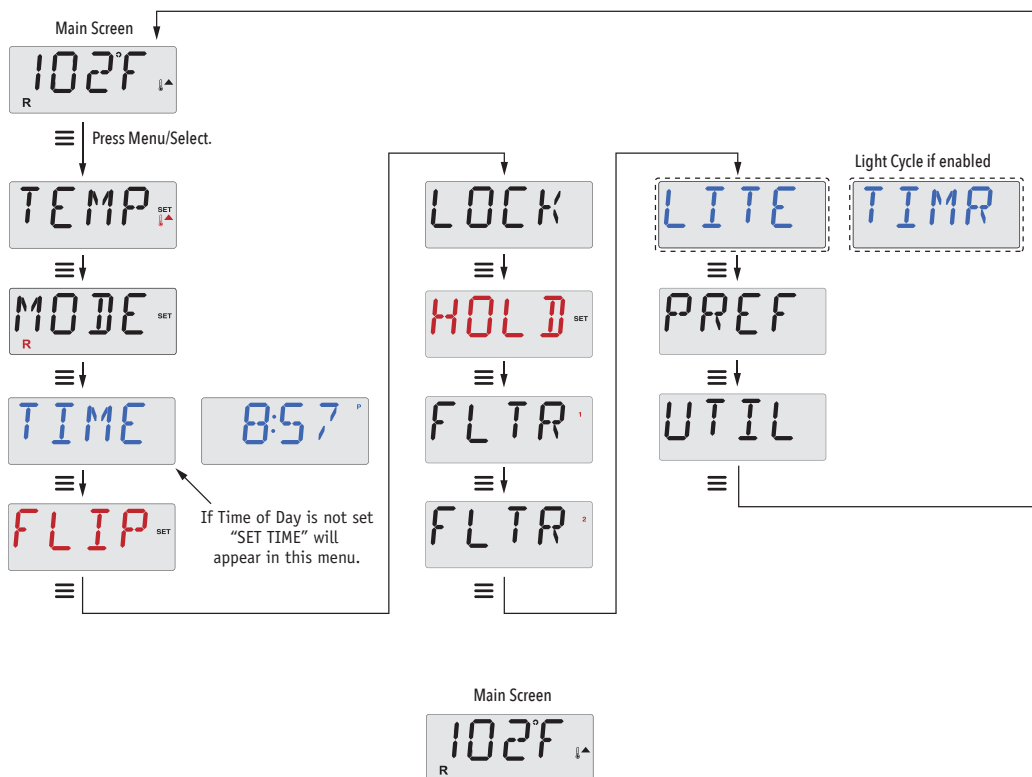 Main Screen
102°F
R
Press Menu/Select.
TEMP SET
MODE SET
R
TIME
8:57 P
If Time of Day is not set
“SET TIME” will
appear in this menu.
FLIP SET
LOCK
HOLD SET
FLTR 1
FLTR 2
Light Cycle if enabled
LITE
TIMR
PREF
UTIL
Main Screen
102°F
R